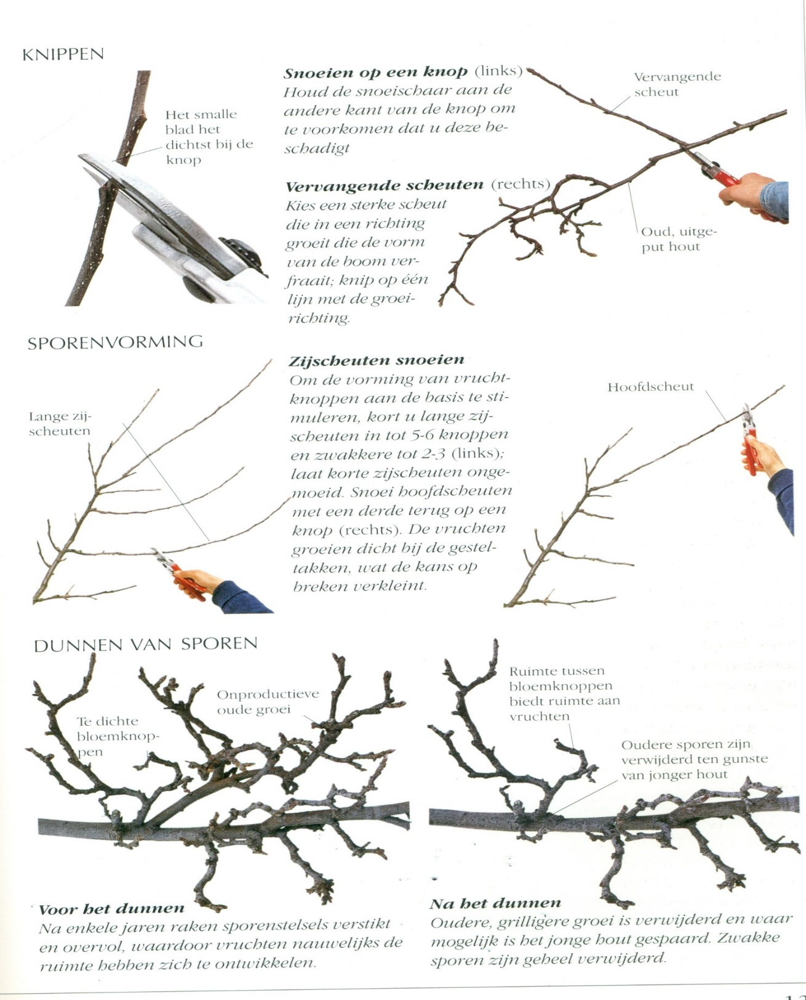 KNIPPEN
Het smalle
blad het
dichtst bij de
knop
Snoeien op een knop (links)
Houd de snoeischaar aan de
andere kant van de knop om
te voorkomen dat u deze be-
schadigt
Vervangende scheuten (rechts)
Kies een sterke scheut
die in een richting
groeit die de vorm
van de boom ver-
fraait; knip op één
lijn met de groei-
richting.
Vervangende
scheut
Oud, uitge-
put hout
SPORENVORMING
Lange zij-
scheuten
Zijscheuten snoeien
Om de vorming van vrucht-
knoppen aan de basis te sti-
muleren, kort u lange zij-
scheuten in tot 5-6 knoppen
en zwakkere tot 2-3 (links);
laat korte zijscheuten onge-
moeid. Snoei hoofdscheuten
met een derde terug op een
knop (rechts). De vruchten
groeien dicht bij de gestel-
takken, wat de kans op
breken verkleint.
Hoofdscheut
DUNNEN VAN SPOREN
Te dichte
bloemknop-
pen
Onproductieve
oude groei
Ruimte tussen
bloemknoppen
biedt ruimte aan
vruchten
Oudere sporen zijn
verwijderd ten gunste
van jonger hout
Voor het dunnen
Na enkele jaren raken sporenstelsels verstikt
en overvol, waardoor vruchten nauwelijks de
ruimte hebben zich te ontwikkelen.
Na het dunnen
Oudere, grilligere groei is verwijderd en waar
mogelijk is het jonge hout gespaard. Zwakke
sporen zijn geheel verwijderd.